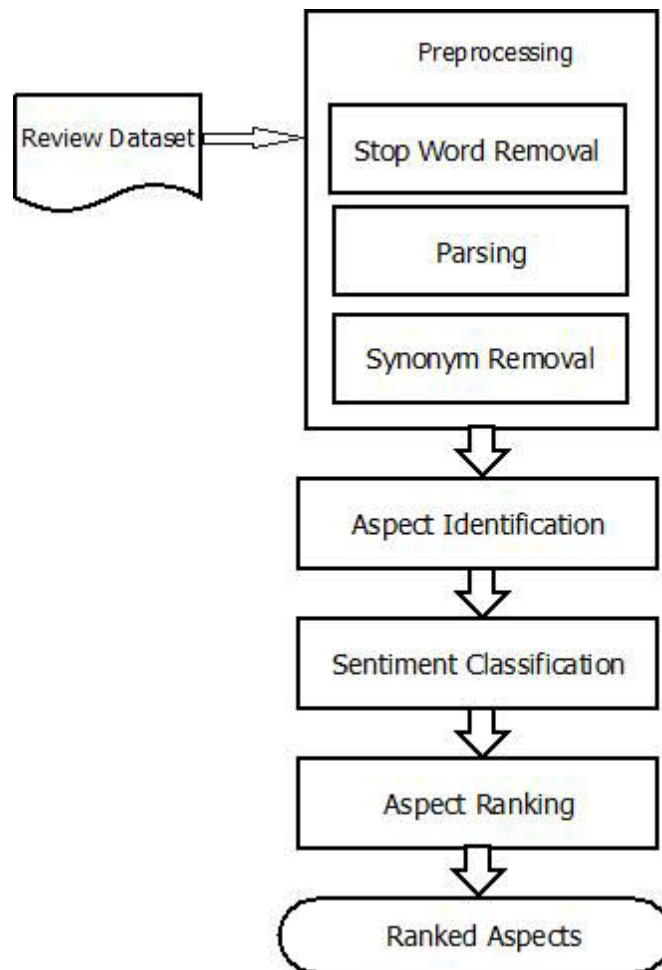 Preprocessing
Review Dataset
Stop Word Removal
Parsing
Synonym Removal
Aspect Identification
Sentiment Classification
Aspect Ranking
Ranked Aspects